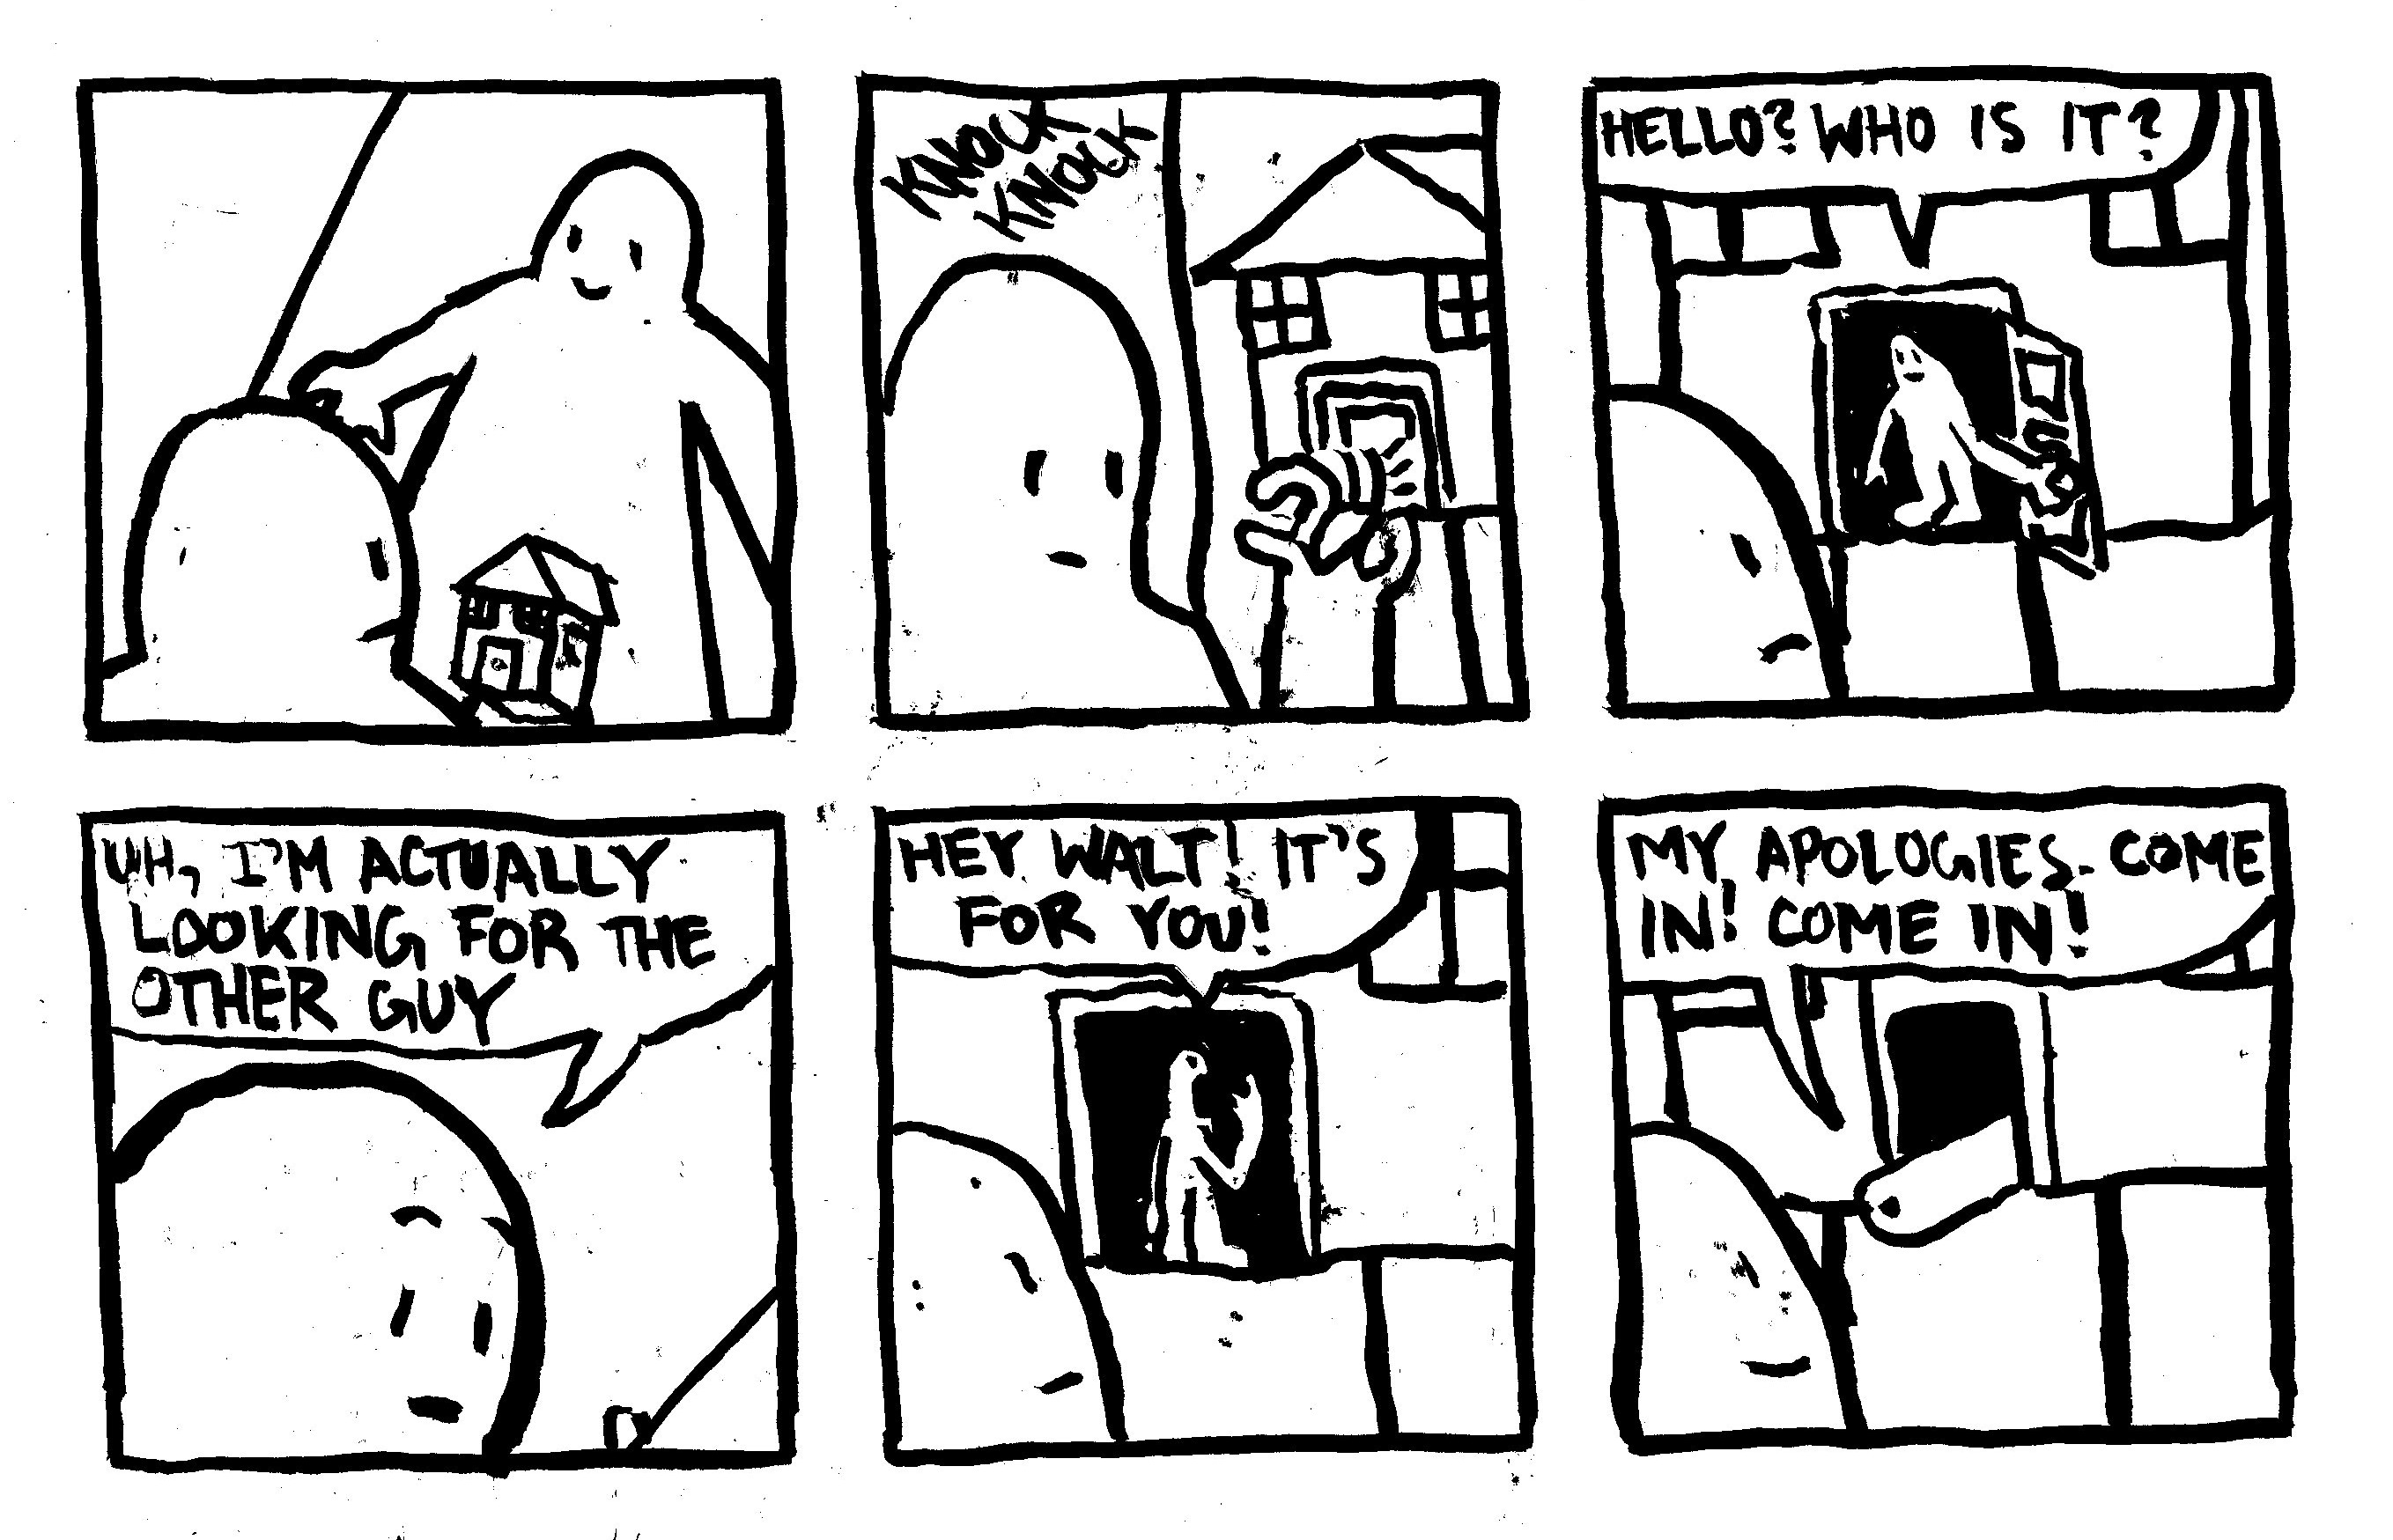 KNOCK
KNOCK
HELLO? WHO IS IT?
UH, I'M ACTUALLY
LOOKING FOR THE
OTHER GUY
HEY WALT! IT'S
FOR YOU!
MY APOLOGIES. COME
IN! COME IN!